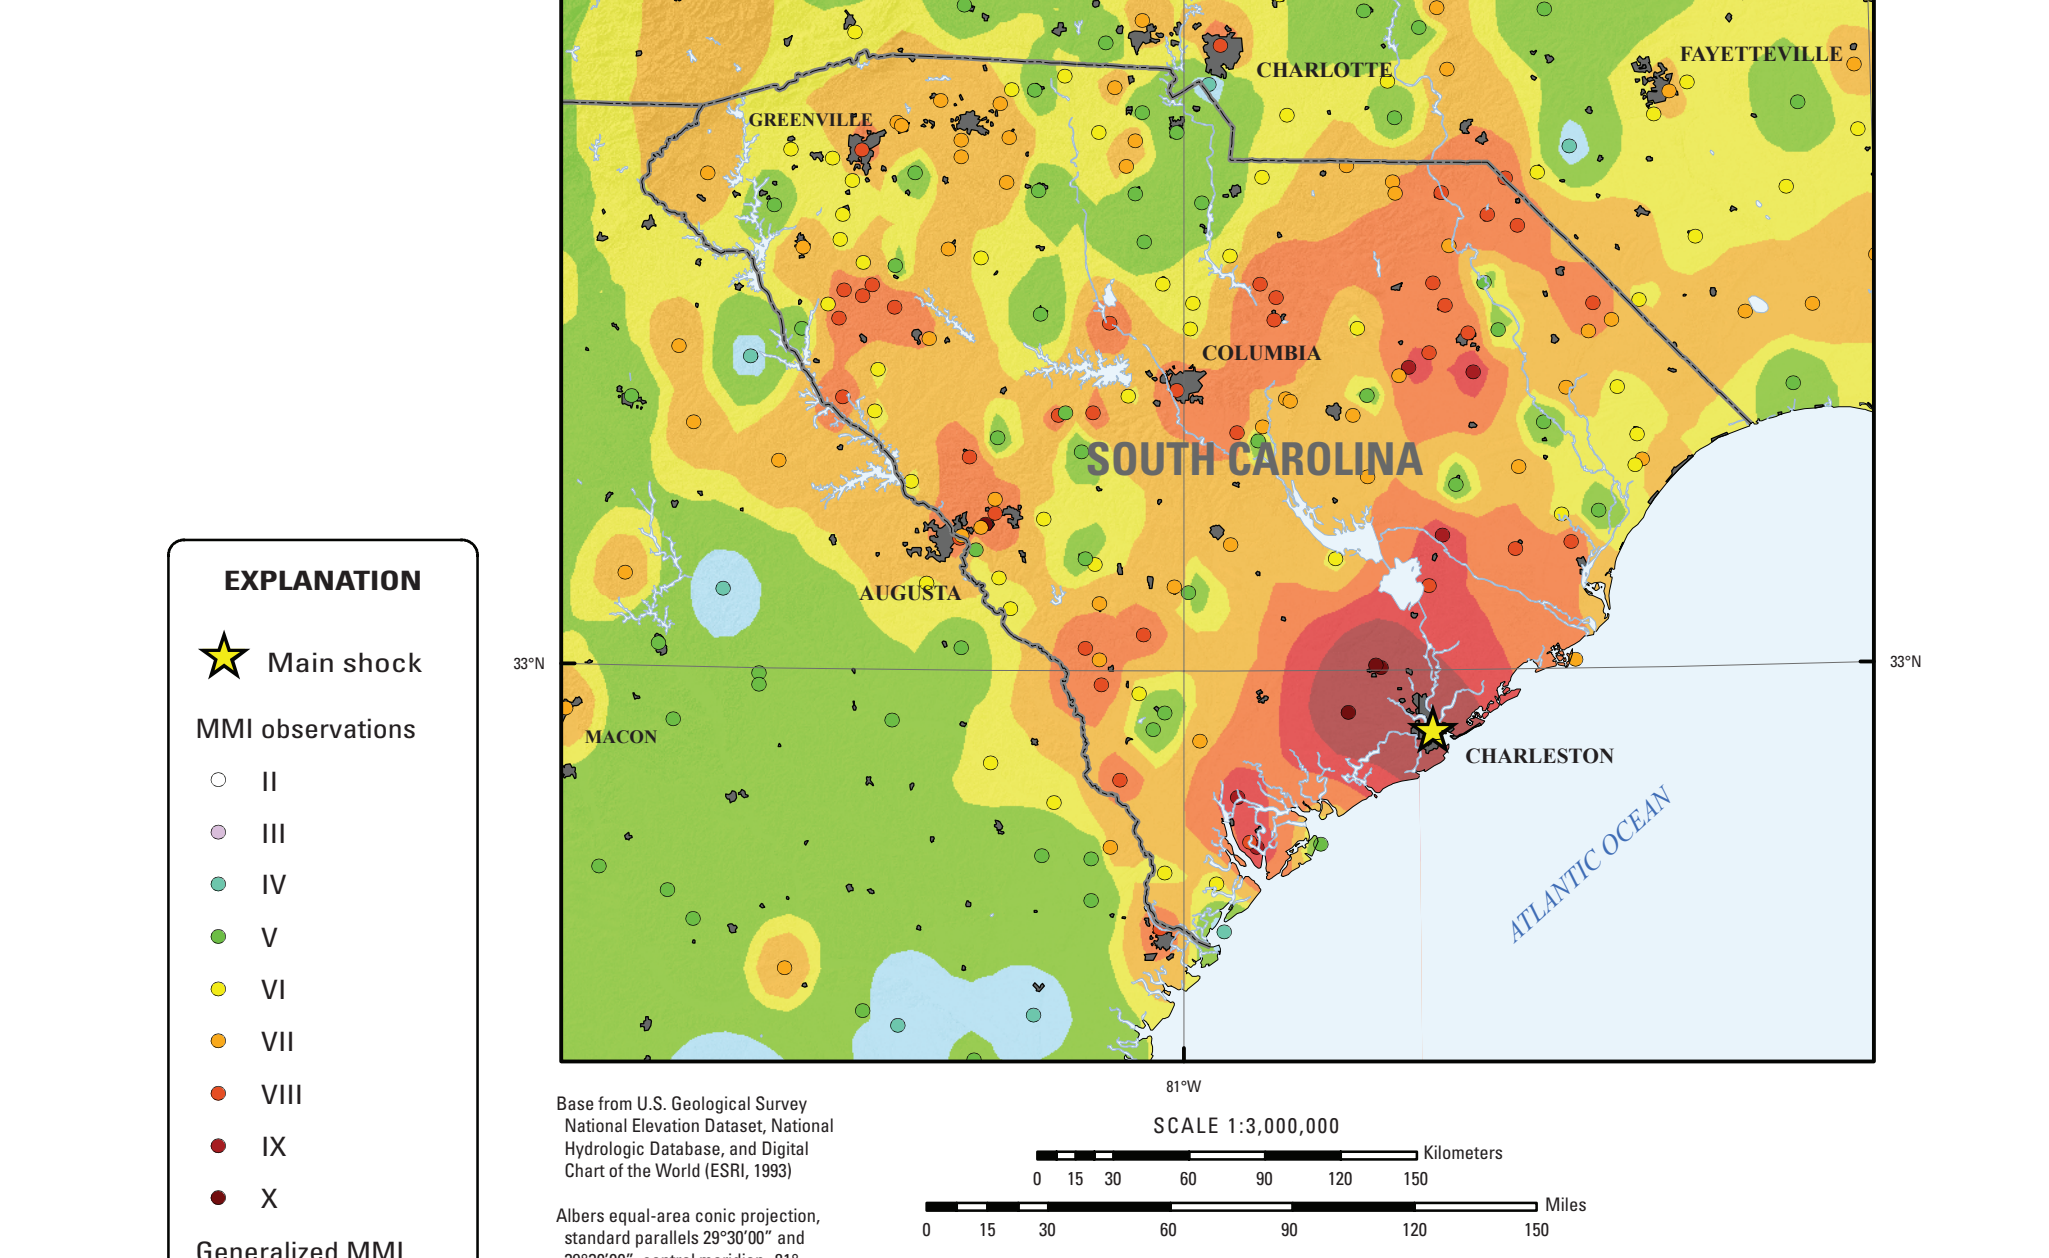 FAYETTEVILLE
CHARLOTTE
GREENVILLE
COLUMBIA
SOUTH CAROLINA
AUGUSTA
33°N
33°N
MACON
CHARLESTON
ATLANTIC OCEAN
81°W
EXPLANATION
Main shock
MMI observations
II
III
IV
V
VI
VII
VIII
IX
X
Generalized MMI
Base from U.S. Geological Survey
National Elevation Dataset, National
Hydrologic Database, and Digital
Chart of the World (ESRI, 1993)
Albers equal-area conic projection,
standard parallels 29°30’00” and
SCALE 1:3,000,000
Kilometers
0 15 30 60 90 120 150
Miles
0 15 30 60 90 120 150